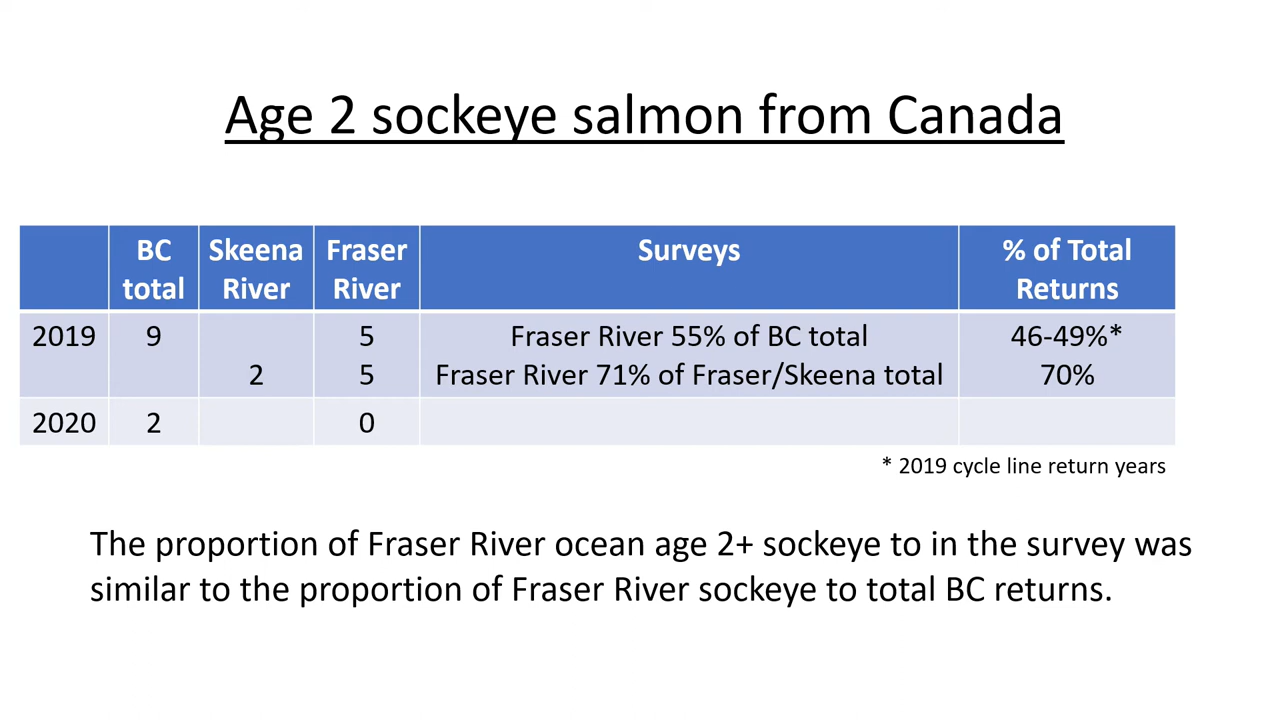 Age 2 sockeye salmon from Canada
BC total Skeena River Fraser River Surveys % of Total Returns
2019 9 5 Fraser River 55% of BC total 46-49%*
2 5 Fraser River 71% of Fraser/Skeena total 70%
2020 2 0
* 2019 cycle line return years
The proportion of Fraser River ocean age 2+ sockeye to in the survey was
similar to the proportion of Fraser River sockeye to total BC returns.